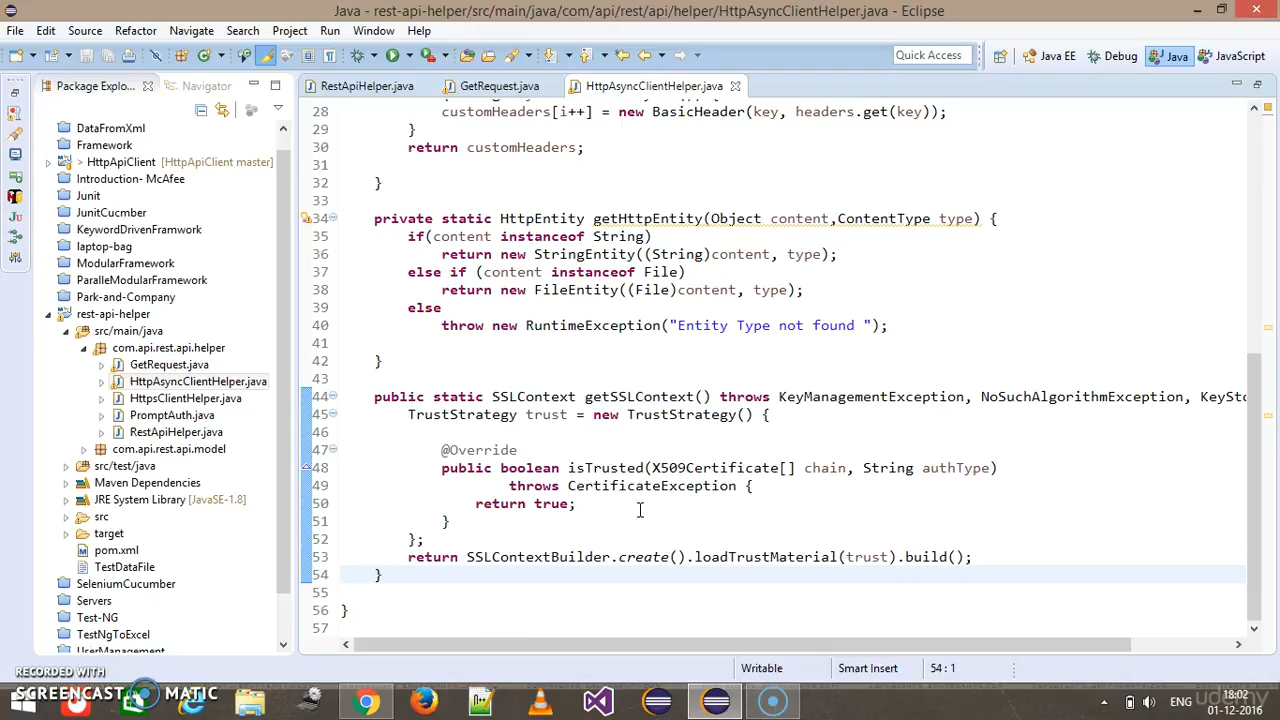 Java - rest-api-helper/src/main/java/com/api/rest/api/helper/HttpAsyncClientHelper.java - Eclipse
File Edit Source Refactor Navigate Search Project Run Window Help
Quick Access
Java EE
Debug
Java
JavaScript
Package Explo...
Navigator
RestApiHelper.java
GetRequest.java
HttpAsyncClientHelper.java
DataFromXml
Framework
> HttpApiClient [HttpApiClient master]
Introduction- McAfee
Junit
JunitCucmber
KeywordDrivenFramwork
laptop-bag
ModularFramework
ParalleModularFramework
Park-and-Company
rest-api-helper
src/main/java
com.api.rest.api.helper
GetRequest.java
HttpAsyncClientHelper.java
HttpsClientHelper.java
PromptAuth.java
RestApiHelper.java
com.api.rest.api.model
src/test/java
Maven Dependencies
JRE System Library [JavaSE-1.8]
src
target
pom.xml
TestDataFile
SeleniumCucumber
Servers
Test-NG
TestNgToExcel
UserManagement
28 customHeaders[i++] = new BasicHeader(key, headers.get(key));
29 }
30 return customHeaders;
31
32 }
33
34 private static HttpEntity getHttpEntity(Object content,ContentType type) {
35 if(content instanceof String)
36 return new StringEntity((String)content, type);
37 else if (content instanceof File)
38 return new FileEntity((File)content, type);
39 else
40 throw new RuntimeException("Entity Type not found ");
41
42 }
43
44 public static SSLContext getSSLContext() throws KeyManagementException, NoSuchAlgorithmException, KeySto
45 TrustStrategy trust = new TrustStrategy() {
46
47 @Override
48 public boolean isTrusted(X509Certificate[] chain, String authType)
49 throws CertificateException {
50 return true;
51 }
52 };
53 return SSLContextBuilder.create().loadTrustMaterial(trust).build();
54 }
55
56 }
57
Writable
Smart Insert
54 : 1
RECORDED WITH
SCREENCAST MATIC
ENG
18:02
01-12-2016
udemy